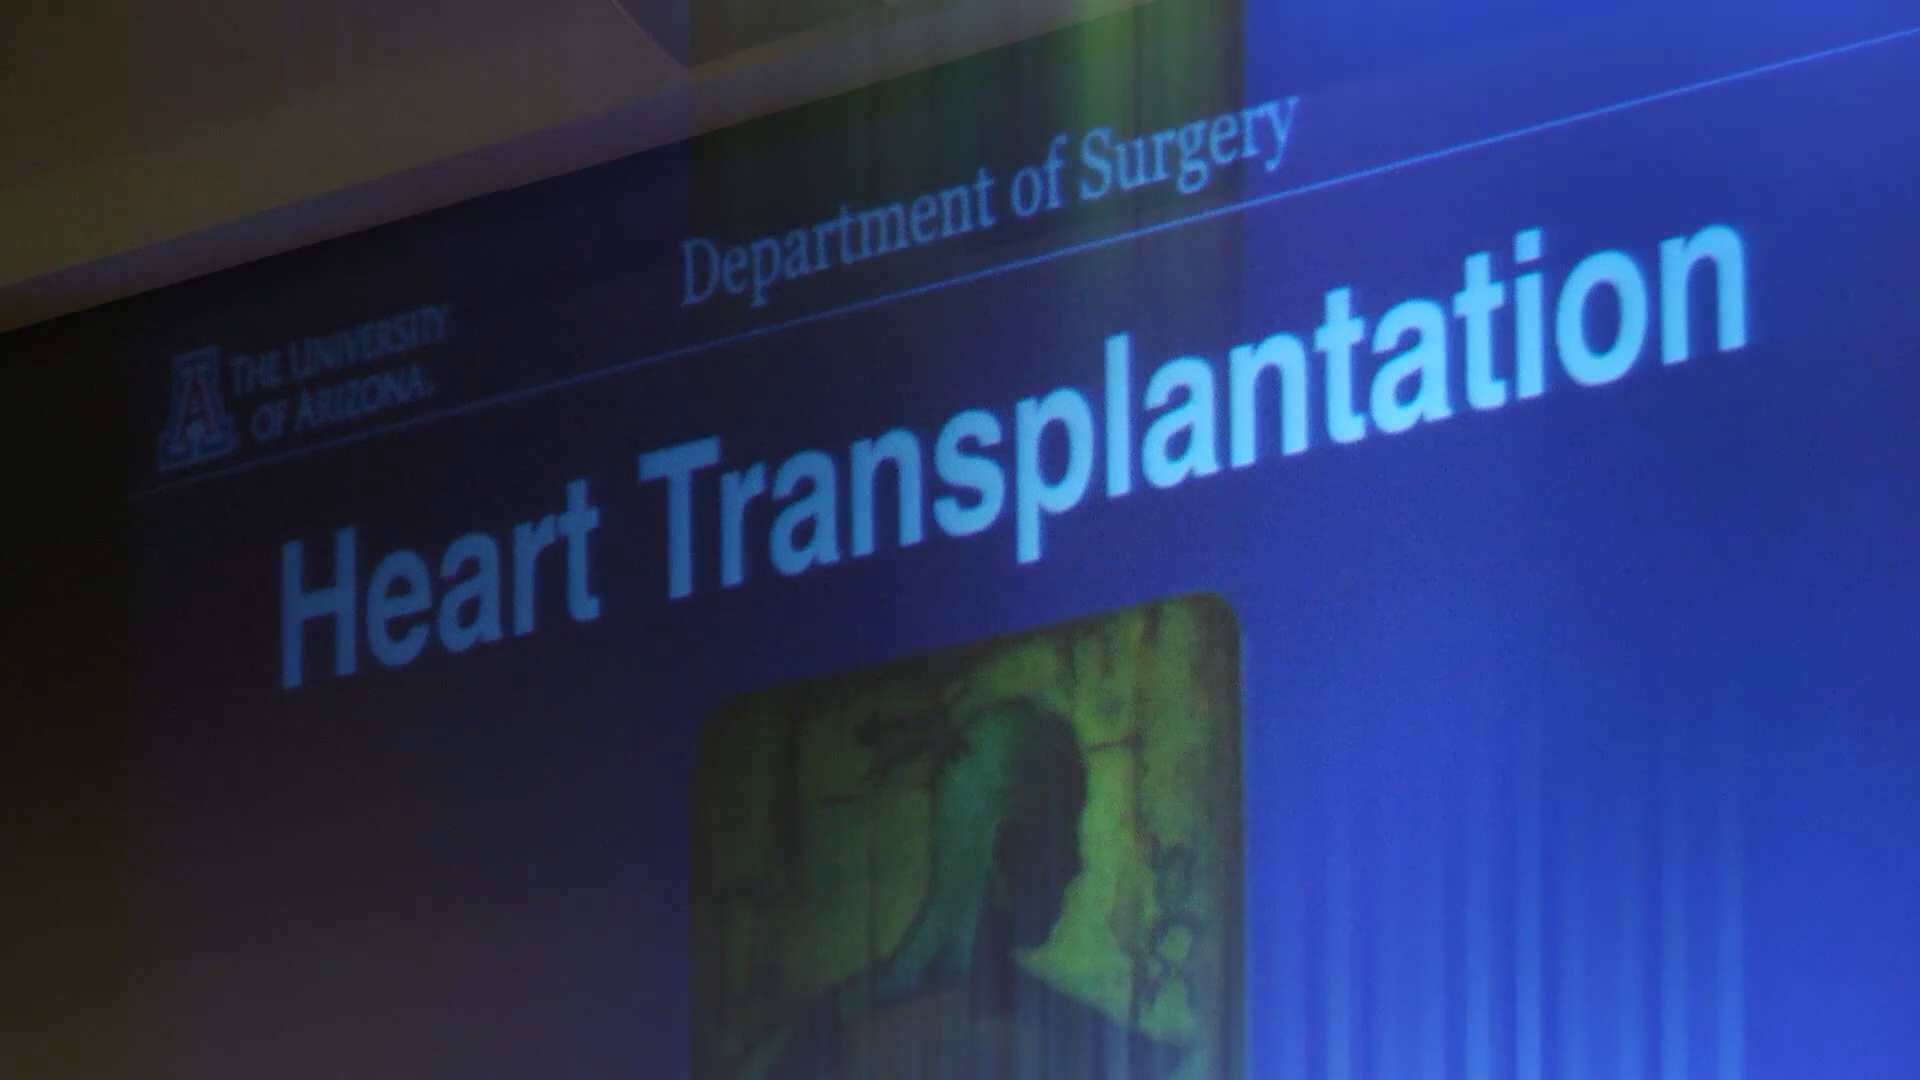 Department of Surgery
A
THE UNIVERSITY
OF ARIZONA.
Heart Transplantation